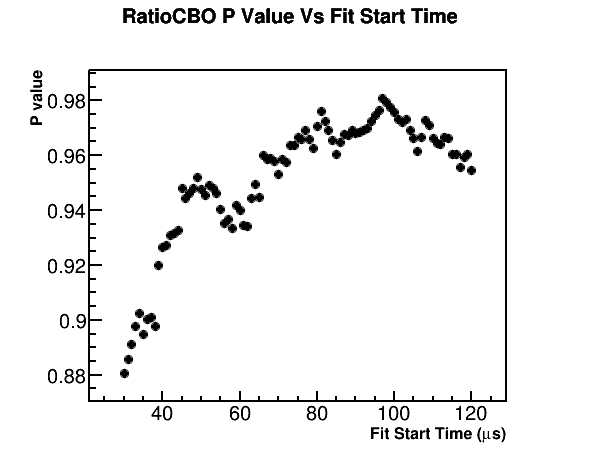 RatioCBO P Value Vs Fit Start Time
P value
0.98
0.96
0.94
0.92
0.9
0.88
40 60 80 100 120
Fit Start Time (μs)